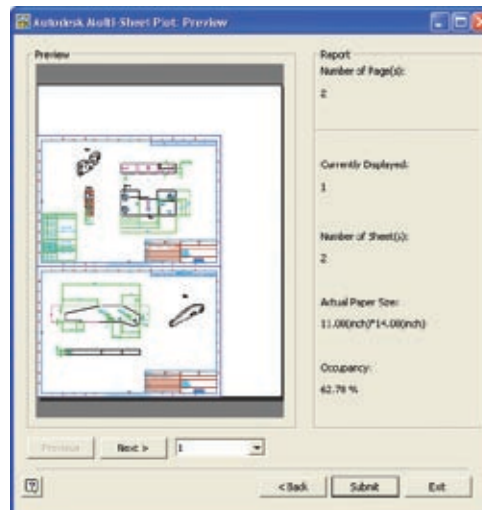 Autodesk Multi-Sheet Plot: Preview
Preview
Report
Number of Page(s):
2
Currently Displayed:
1
Number of Sheet(s):
2
Actual Paper Size:
11.00(inch)*14.00(inch)
Occupancy:
62.78 %
Previous
Next >
1
< Back
Submit
Exit